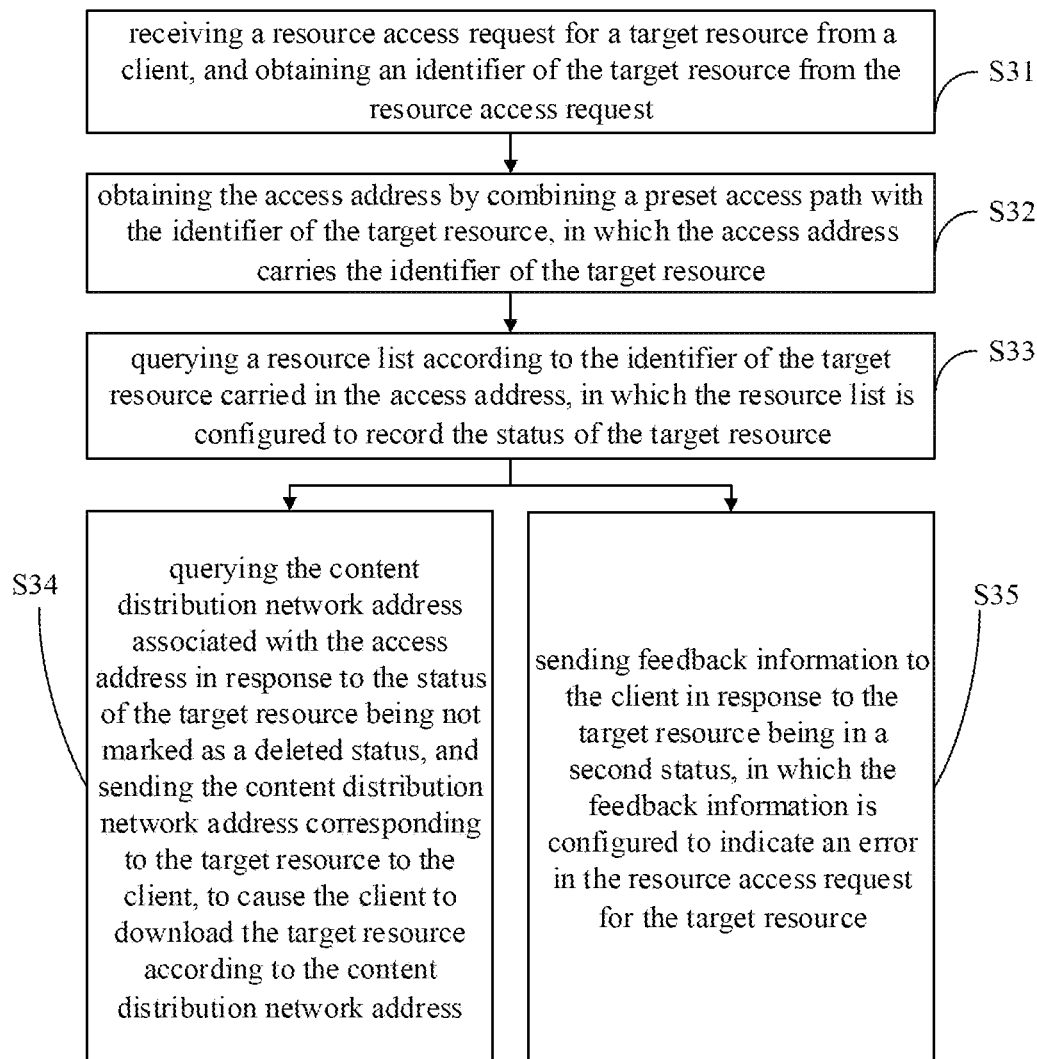 receiving a resource access request for a target resource from a
client, and obtaining an identifier of the target resource from the
resource access request
S31
obtaining the access address by combining a preset access path with
the identifier of the target resource, in which the access address
carries the identifier of the target resource
S32
querying a resource list according to the identifier of the target
resource carried in the access address, in which the resource list is
configured to record the status of the target resource
S33
S34
querying the content
distribution network address
associated with the access
address in response to the status
of the target resource being not
marked as a deleted status, and
sending the content distribution
network address corresponding
to the target resource to the
client, to cause the client to
download the target resource
according to the content
distribution network address
S35
sending feedback information to
the client in response to the
target resource being in a
second status, in which the
feedback information is
configured to indicate an error
in the resource access request
for the target resource